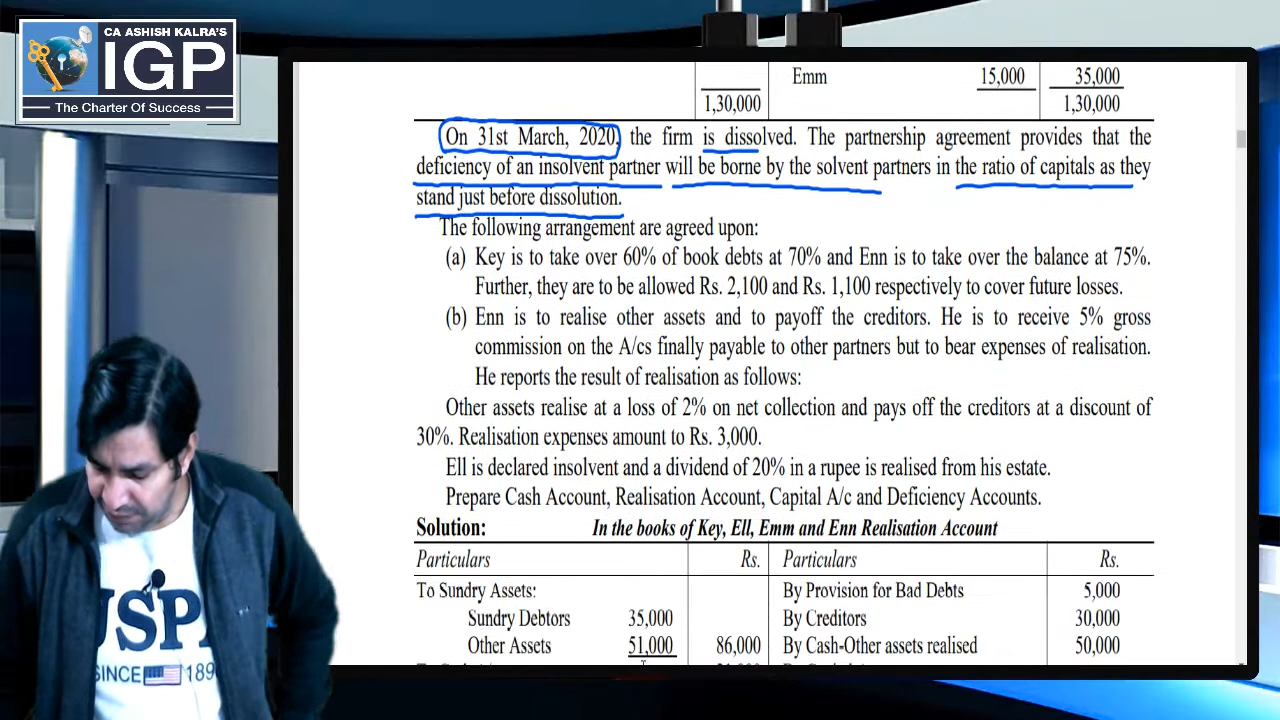 CA ASHISH KALRA'S
IGP
The Charter Of Success
Emm 15,000 35,000
1,30,000 1,30,000
On 31st March, 2020, the firm is dissolved. The partnership agreement provides that the
deficiency of an insolvent partner will be borne by the solvent partners in the ratio of capitals as they
stand just before dissolution.
The following arrangement are agreed upon:
(a) Key is to take over 60% of book debts at 70% and Enn is to take over the balance at 75%.
Further, they are to be allowed Rs. 2,100 and Rs. 1,100 respectively to cover future losses.
(b) Enn is to realise other assets and to payoff the creditors. He is to receive 5% gross
commission on the A/cs finally payable to other partners but to bear expenses of realisation.
He reports the result of realisation as follows:
Other assets realise at a loss of 2% on net collection and pays off the creditors at a discount of
30%. Realisation expenses amount to Rs. 3,000.
Ell is declared insolvent and a dividend of 20% in a rupee is realised from his estate.
Prepare Cash Account, Realisation Account, Capital A/c and Deficiency Accounts.
Solution: In the books of Key, Ell, Emm and Enn Realisation Account
Particulars Rs. Particulars Rs.
To Sundry Assets: By Provision for Bad Debts 5,000
Sundry Debtors 35,000 By Creditors 30,000
Other Assets 51,000 86,000 By Cash-Other assets realised 50,000
USP
SINCE 189